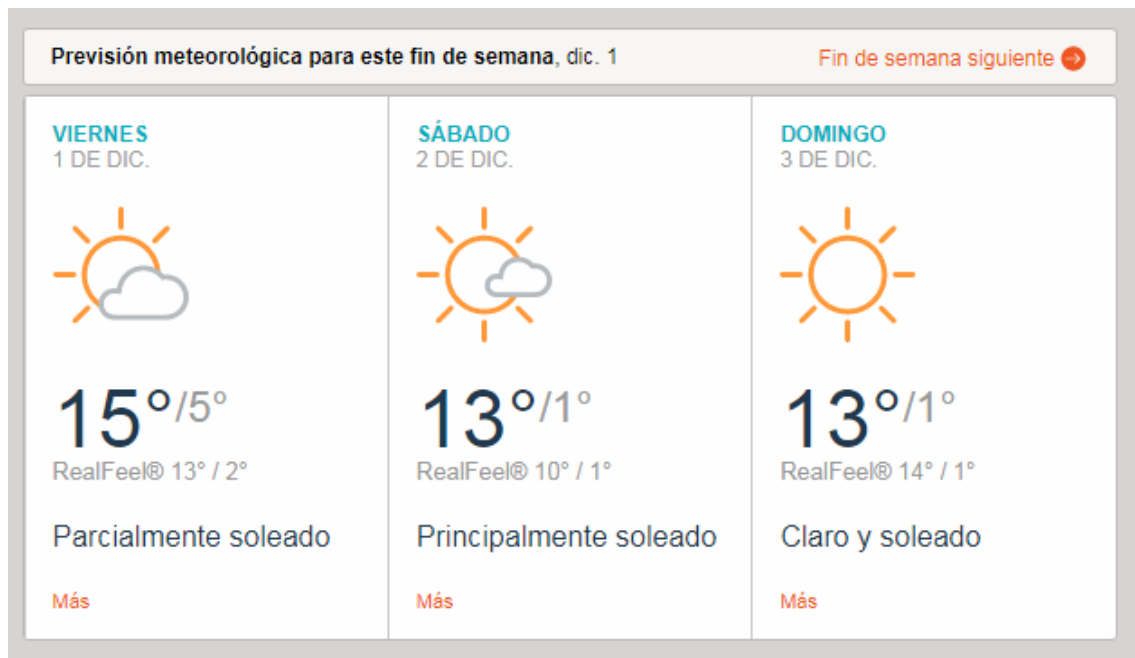 Previsión meteorológica para este fin de semana, dic. 1
Fin de semana siguiente
VIERNES
1 DE DIC.
15°/5°
RealFeel® 13° / 2°
Parcialmente soleado
Más
SÁBADO
2 DE DIC.
13°/1°
RealFeel® 10° / 1°
Principalmente soleado
Más
DOMINGO
3 DE DIC.
13°/1°
RealFeel® 14° / 1°
Claro y soleado
Más